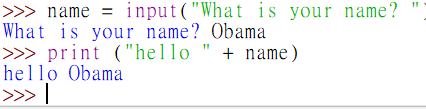 >>> name = input("What is your name? ")
What is your name? Obama
>>> print ("hello " + name)
hello Obama
>>>